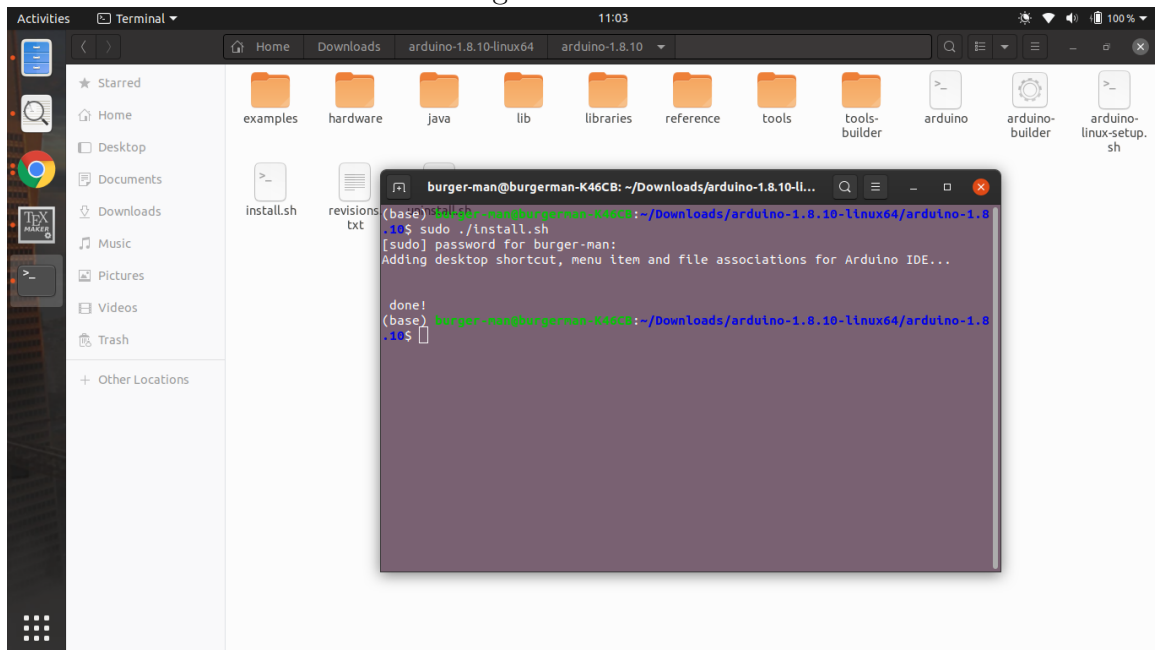 Activities Terminal 11:03 100 %
Home Downloads arduino-1.8.10-linux64 arduino-1.8.10
Starred
Home
Desktop
Documents
Downloads
Music
Pictures
Videos
Trash
Other Locations
examples hardware java lib libraries reference tools tools-builder arduino arduino-builder arduino-linux-setup.sh
install.sh revisions.txt uninstall.sh
TEX
MAKER
burger-man@burgerman-K46CB: ~/Downloads/arduino-1.8.10-li...
(base) burger-man@burgerman-K46CB:~/Downloads/arduino-1.8.10-linux64/arduino-1.8
.10$ sudo ./install.sh
[sudo] password for burger-man:
Adding desktop shortcut, menu item and file associations for Arduino IDE...
done!
(base) burger-man@burgerman-K46CB:~/Downloads/arduino-1.8.10-linux64/arduino-1.8
.10$